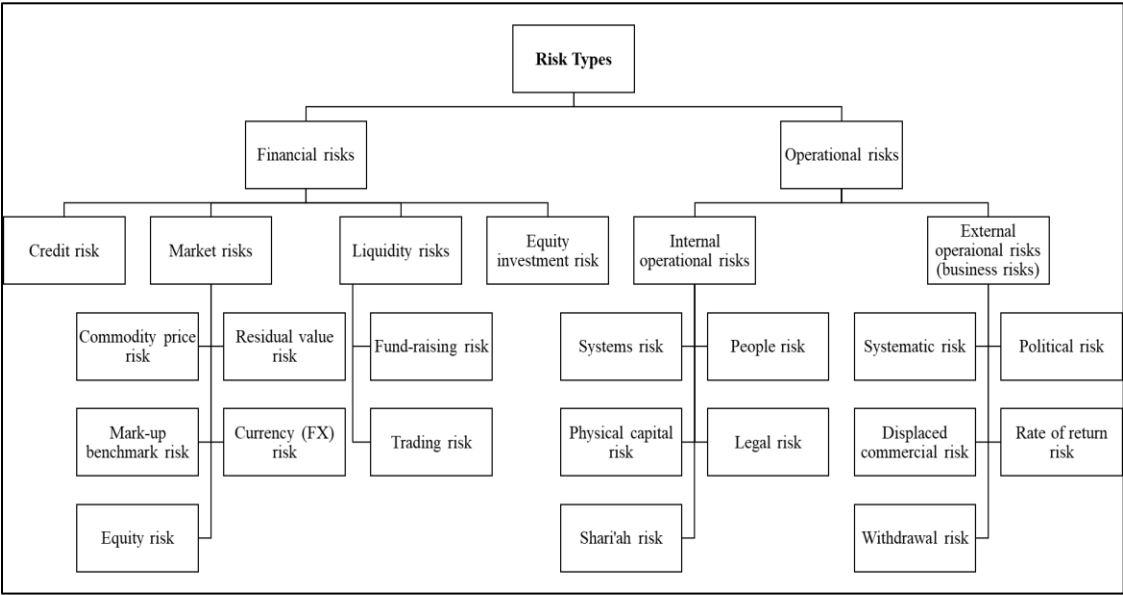 Risk Types
Financial risks
Operational risks
Credit risk
Market risks
Liquidity risks
Equity
investment risk
Internal
operational risks
External
operaional risks
(business risks)
Commodity price
risk
Residual value
risk
Fund-raising risk
Systems risk
People risk
Systematic risk
Political risk
Mark-up
benchmark risk
Currency (FX)
risk
Trading risk
Physical capital
risk
Legal risk
Displaced
commercial risk
Rate of return
risk
Equity risk
Shari'ah risk
Withdrawal risk